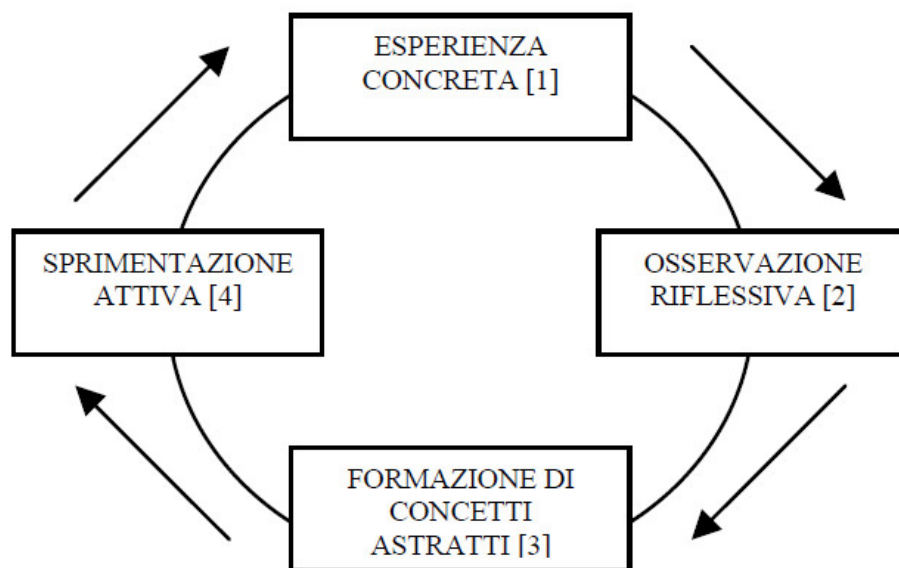 ESPERIENZA
CONCRETA [1]
SPRIMENTAZIONE
ATTIVA [4]
OSSERVAZIONE
RIFLESSIVA [2]
FORMAZIONE DI
CONCETTI
ASTRATTI [3]